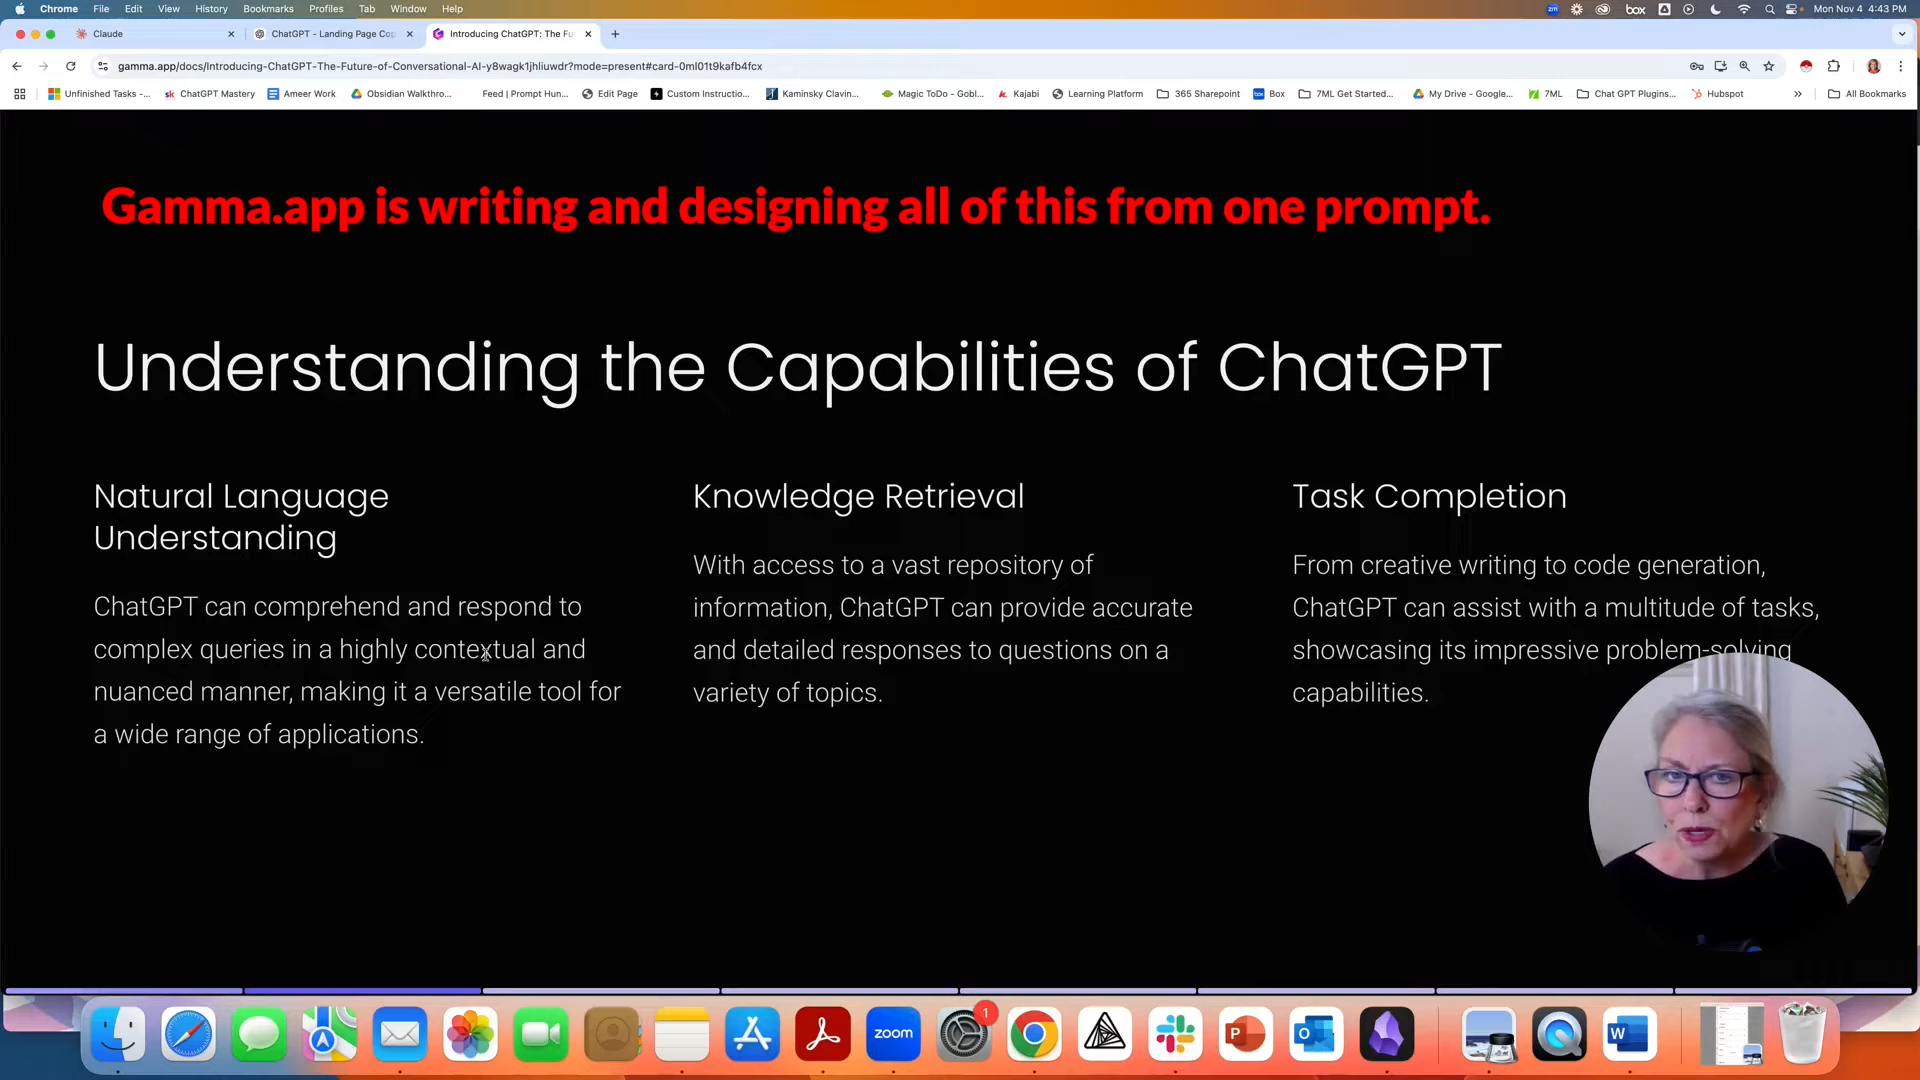 Chrome File Edit View History Bookmarks Profiles Tab Window Help
zm box Mon Nov 4 4:43 PM
Claude
ChatGPT - Landing Page Cop
Introducing ChatGPT: The Fu
gamma.app/docs/Introducing-ChatGPT-The-Future-of-Conversational-AI-y8wagk1jhliuwdr?mode=present#card-0ml01t9kafb4fcx
Unfinished Tasks -... sk ChatGPT Mastery Ameer Work Obsidian Walkthro... Feed | Prompt Hun... Edit Page Custom Instructio... Kaminsky Clavin... Magic ToDo - Gobl... Kajabi Learning Platform 365 Sharepoint box Box 7ML Get Started... My Drive - Google... 7ML Chat GPT Plugins... Hubspot » All Bookmarks
Gamma.app is writing and designing all of this from one prompt.
Understanding the Capabilities of ChatGPT
Natural Language
Understanding
ChatGPT can comprehend and respond to
complex queries in a highly contextual and
nuanced manner, making it a versatile tool for
a wide range of applications.
Knowledge Retrieval
With access to a vast repository of
information, ChatGPT can provide accurate
and detailed responses to questions on a
variety of topics.
Task Completion
From creative writing to code generation,
ChatGPT can assist with a multitude of tasks,
showcasing its impressive problem-solving
capabilities.
zoom
1
P
O
W